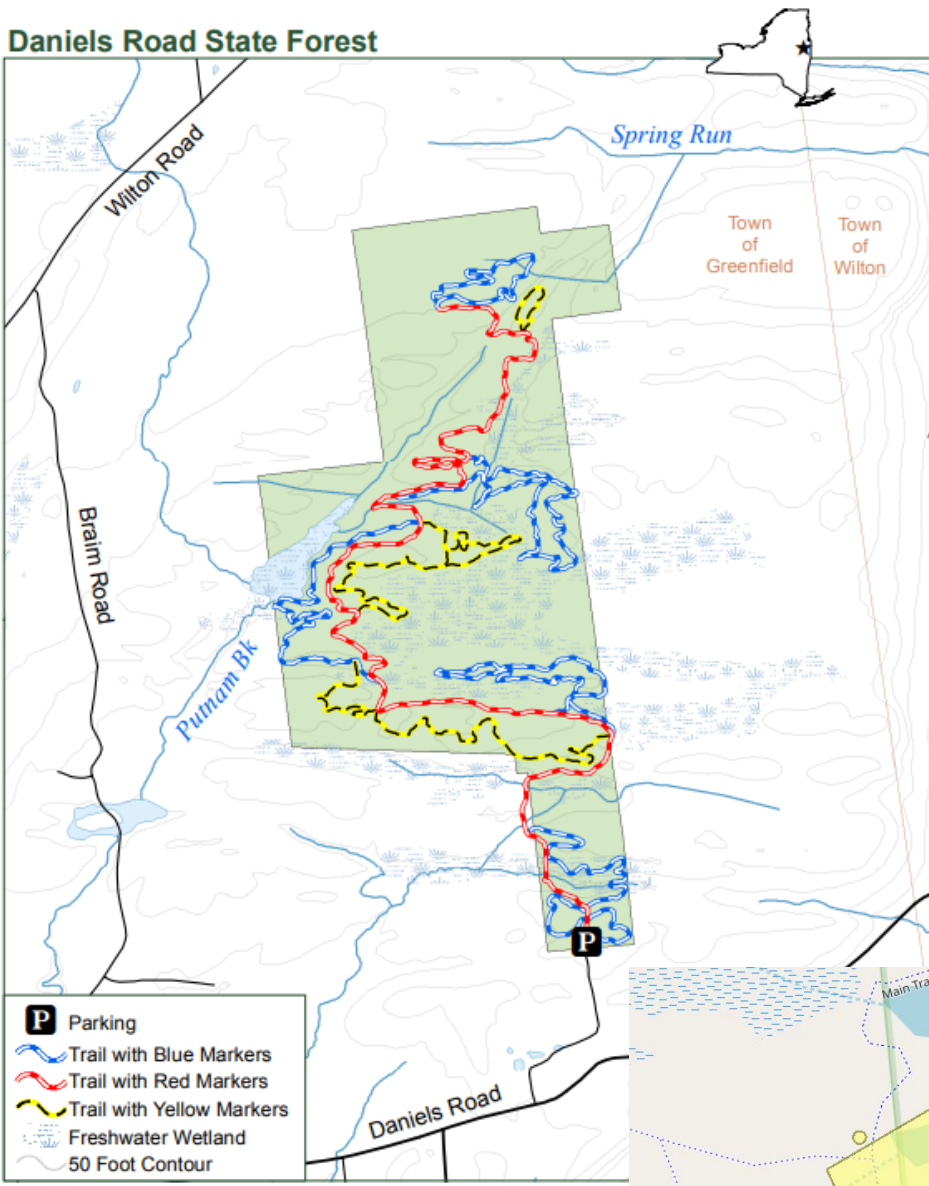 Daniels Road State Forest
Spring Run
Wilton Road
Town
of
Greenfield
Town
of
Wilton
Braim Road
Putnam Bk
P
Main Tra
P Parking
Trail with Blue Markers
Trail with Red Markers
Trail with Yellow Markers
Freshwater Wetland
50 Foot Contour
Daniels Road